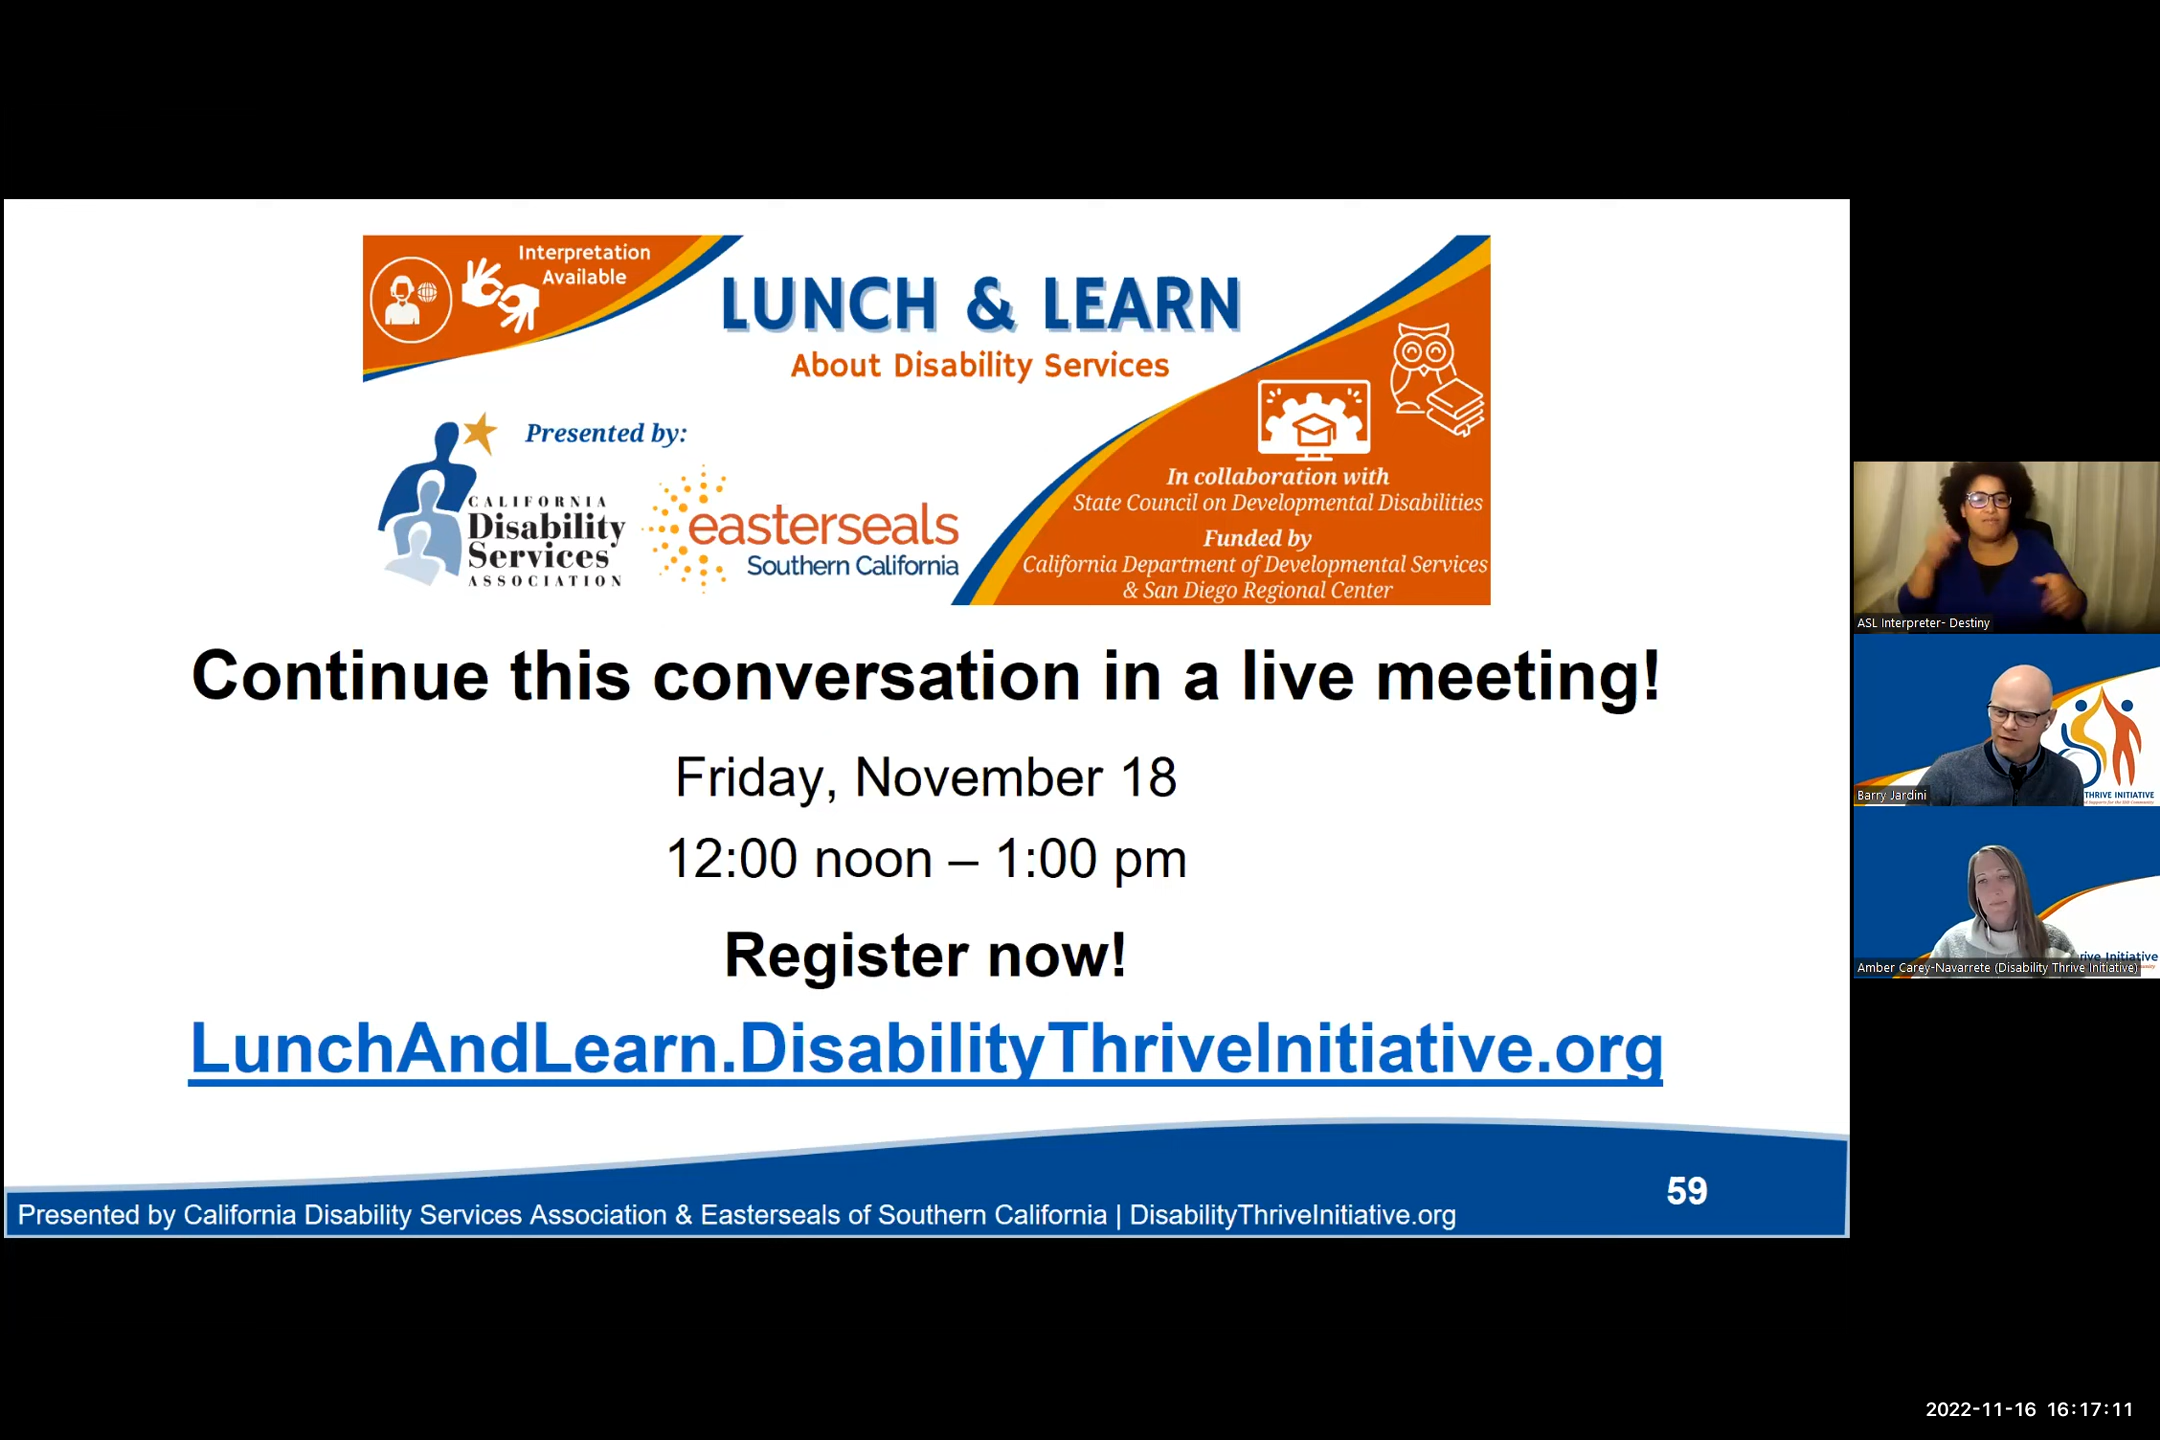 Interpretation
Available
LUNCH & LEARN
About Disability Services
Presented by:
CALIFORNIA
Disability
Services
ASSOCIATION
easterseals
Southern California
In collaboration with
State Council on Developmental Disabilities
Funded by
California Department of Developmental Services
& San Diego Regional Center
Continue this conversation in a live meeting!
Friday, November 18
12:00 noon – 1:00 pm
Register now!
LunchAndLearn.DisabilityThriveInitiative.org
Presented by California Disability Services Association & Easterseals of Southern California | DisabilityThriveInitiative.org
59
ASL Interpreter- Destiny
THRIVE INITIATIVE
Barry Jardini
rive Initiative
Amber Carey-Navarrete (Disability Thrive Initiative)
2022-11-16 16:17:11